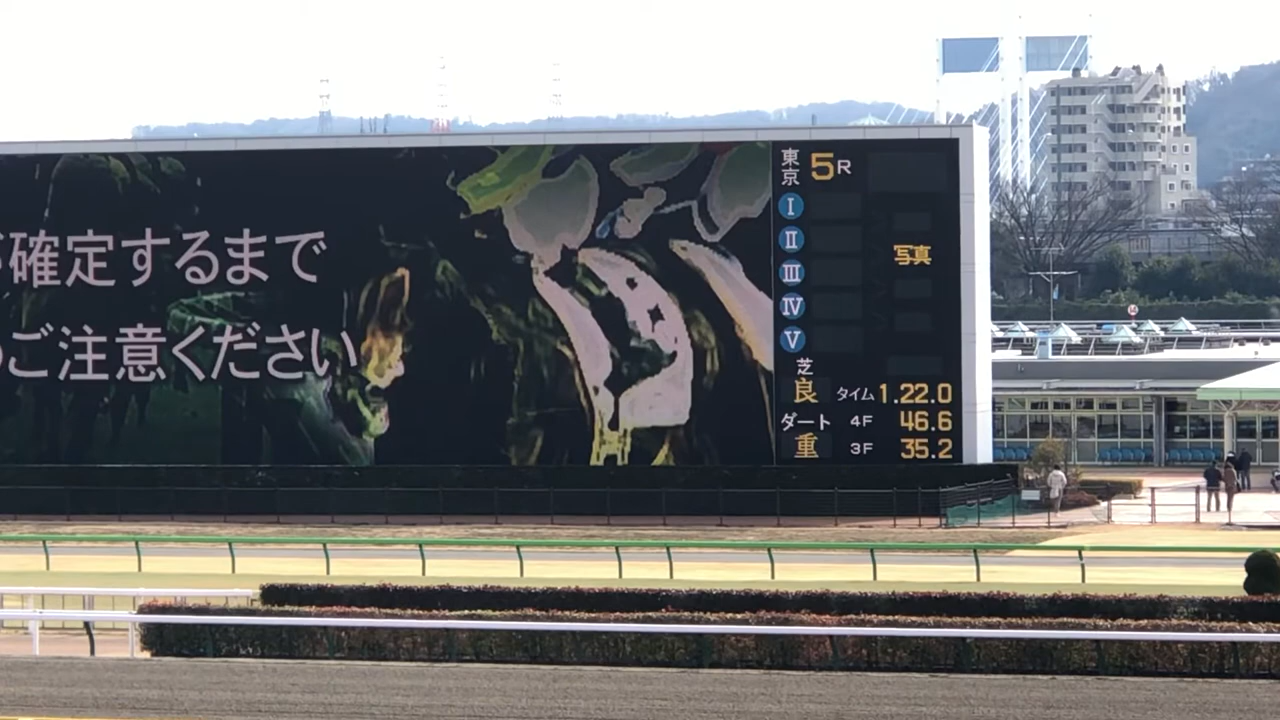 が確定するまで
ご注意ください
東京 5R
I
II
写真
III
IV
V
芝
良 タイム 1.22.0
ダート 4F 46.6
重 3F 35.2